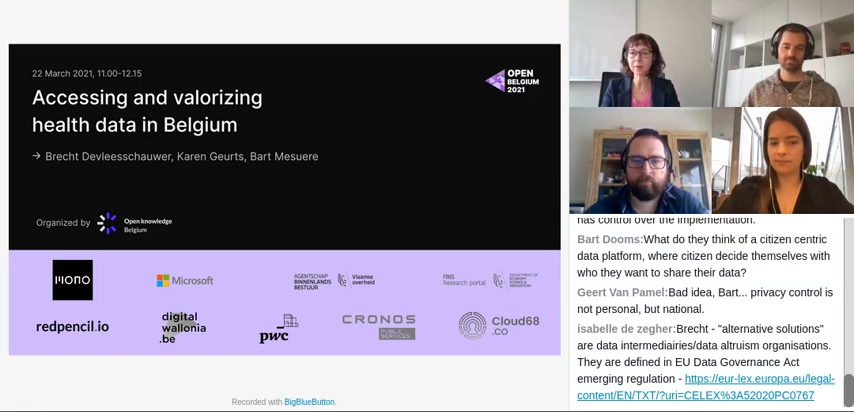 22 March 2021, 11.00-12.15
OPEN
BELGIUM
2021
Accessing and valorizing
health data in Belgium
→ Brecht Devleesschauwer, Karen Geurts, Bart Mesuere
Organized by
Open knowledge
Belgium
MONO
Microsoft
AGENTSCHAP
BINNENLANDS
BESTUUR
Vlaamse
overheid
FRIS
Research portal
DEPARTMENT OF
ECONOMY
SCIENCE &
INNOVATION
redpencil.io
digital
wallonia
.be
pwc
CRONOS
PUBLIC
SERVICES
Cloud68
.co
Recorded with BigBlueButton.
has control over the implementation.
Bart Dooms:What do they think of a citizen centric
data platform, where citizen decide themselves with
who they want to share their data?
Geert Van Pamel:Bad idea, Bart... privacy control is
not personal, but national.
isabelle de zegher:Brecht - "alternative solutions"
are data intermediairies/data altruism organisations.
They are defined in EU Data Governance Act
emerging regulation - https://eur-lex.europa.eu/legal-
content/EN/TXT/?uri=CELEX%3A52020PC0767